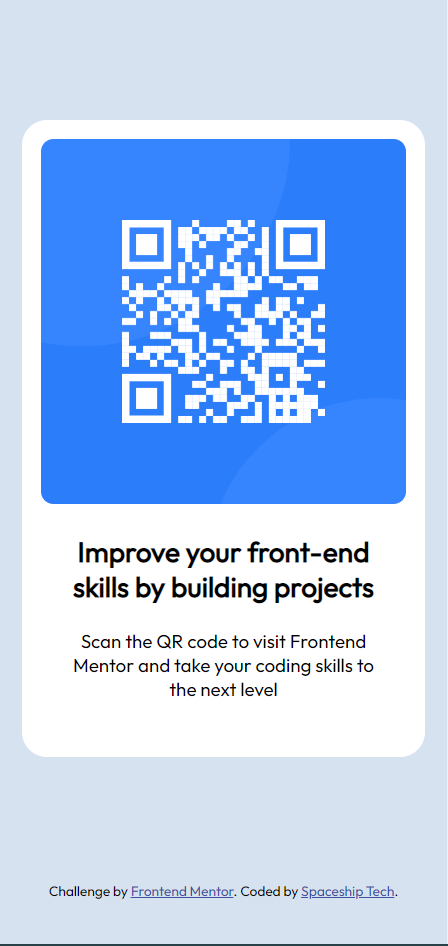 Improve your front-end
skills by building projects
Scan the QR code to visit Frontend
Mentor and take your coding skills to
the next level
Challenge by Frontend Mentor. Coded by Spaceship Tech.